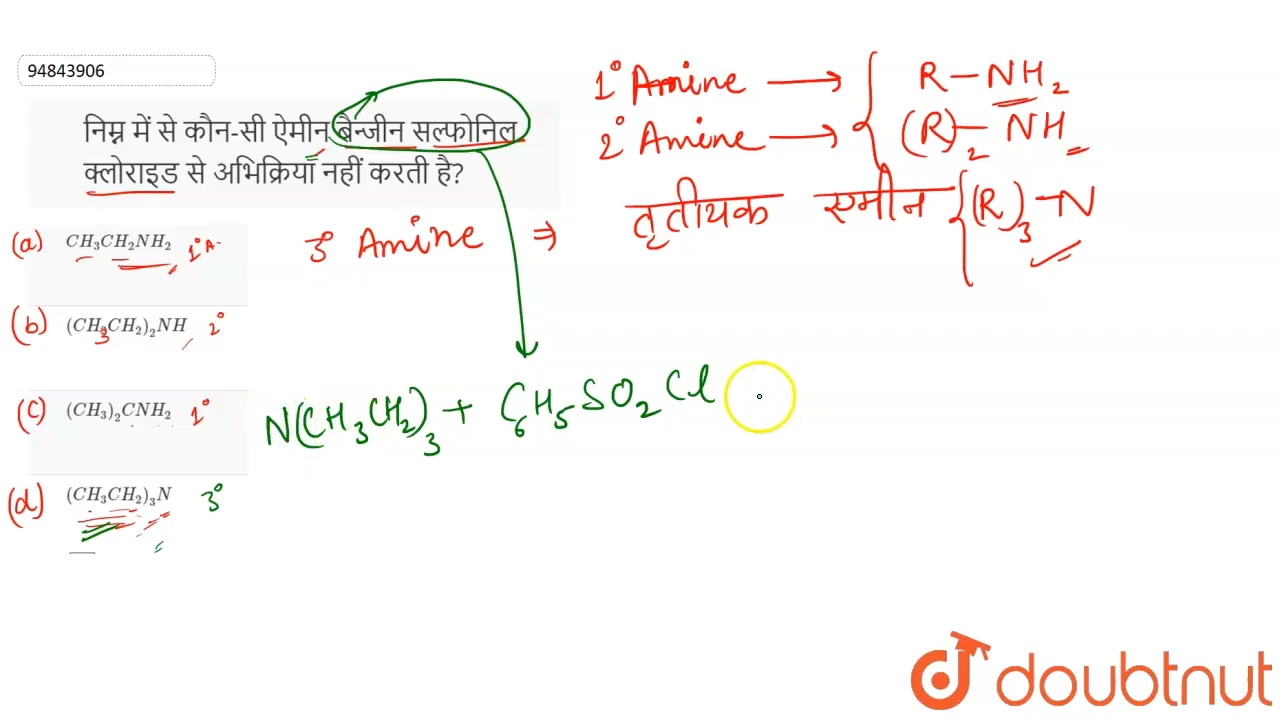 94843906
निम्न में से कौन-सी ऐमीन बैन्जीन सल्फोनिल
क्लोराइड से अभिक्रिया नहीं करती है?
1° Amine → R-NH₂
2° Amine → (R)₂-NH
3° Amine ⇒ तृतीयक एमीन (R)₃-N
(a) CH₃CH₂NH₂ 1° A-
(b) (CH₃CH₂)₂NH 2°
(c) (CH₃)₂CNH₂ 1°
N(CH₃CH₂)₃ + C₆H₅SO₂Cl
(d) (CH₃CH₂)₃N 3°
doubtnut